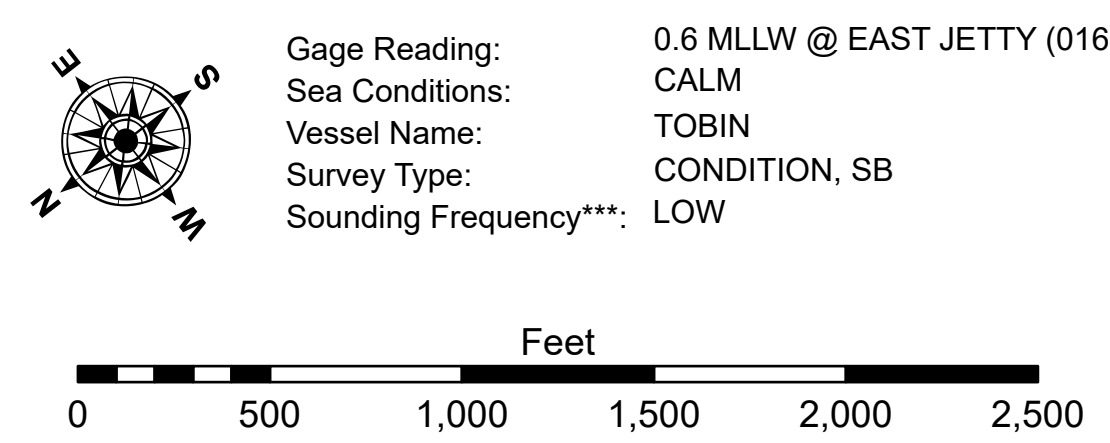 E
S
N
W
Gage Reading: 0.6 MLLW @ EAST JETTY (016
Sea Conditions: CALM
Vessel Name: TOBIN
Survey Type: CONDITION, SB
Sounding Frequency***: LOW
Feet
0 500 1,000 1,500 2,000 2,500